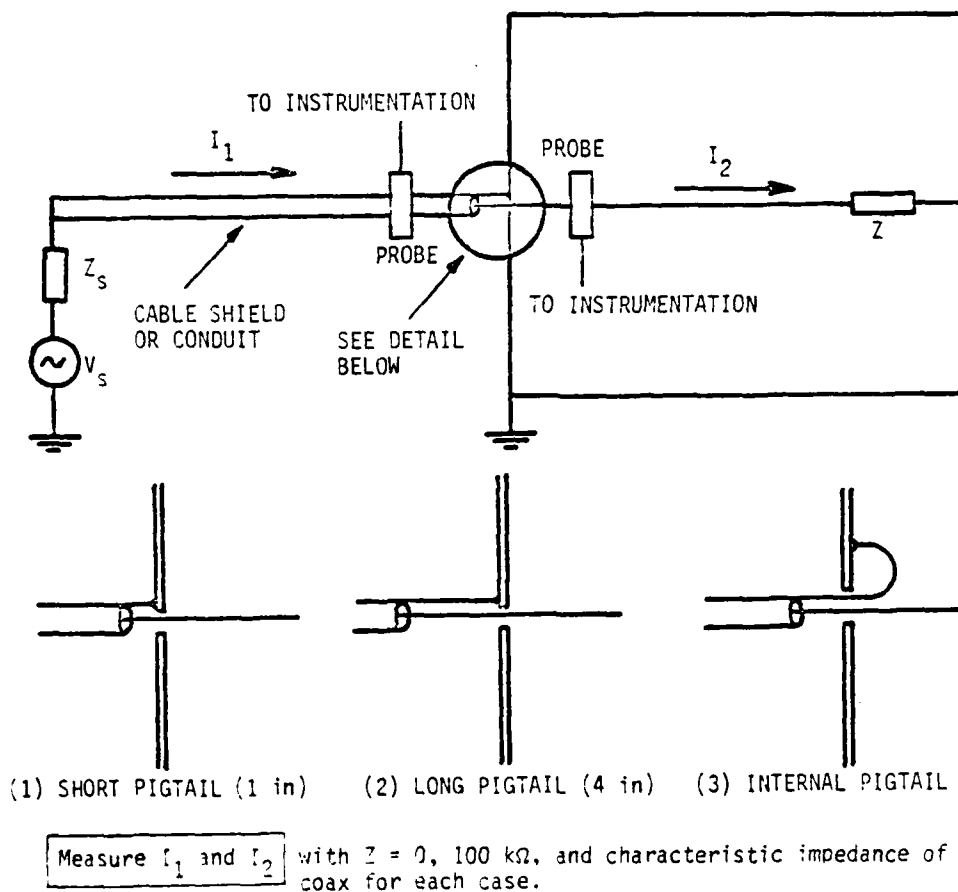 TO INSTRUMENTATION
I1
PROBE
I2
PROBE
Z
Zs
CABLE SHIELD
OR CONDUIT
SEE DETAIL
BELOW
TO INSTRUMENTATION
Vs
(1) SHORT PIGTAIL (1 in)
(2) LONG PIGTAIL (4 in)
(3) INTERNAL PIGTAIL
Measure I1 and I2 with Z = 0, 100 kΩ, and characteristic impedance of
coax for each case.